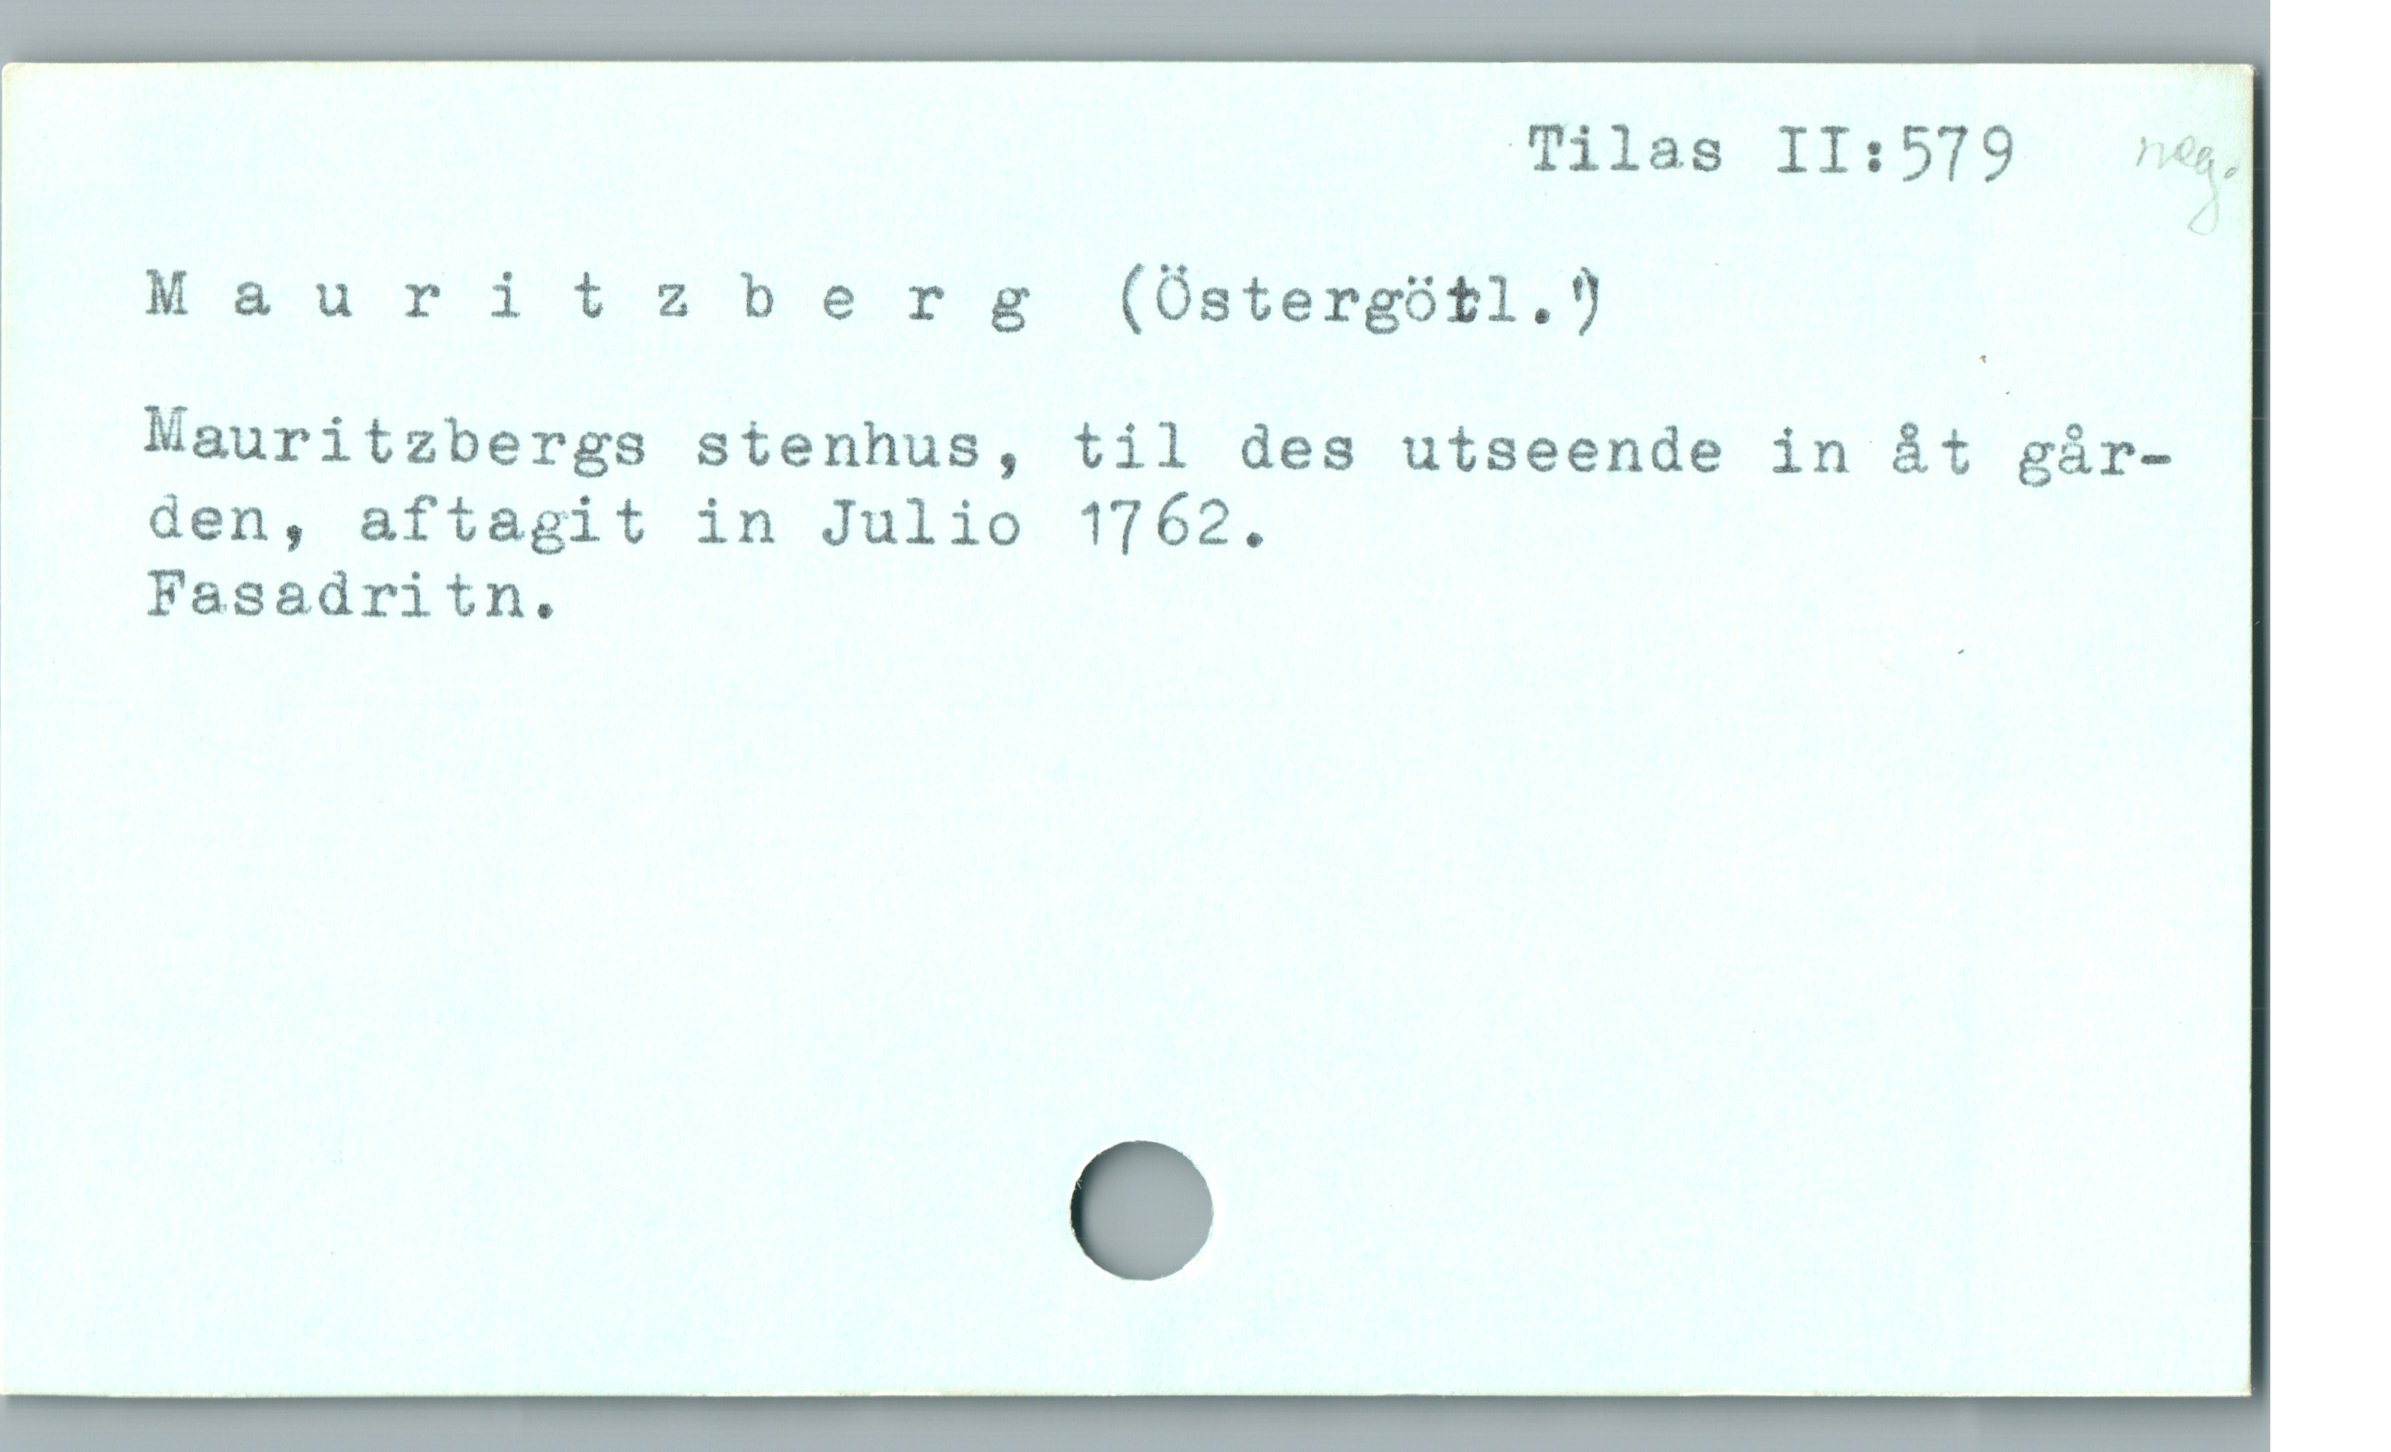 Tilas II:579 neg.
Mauritzberg (Östergötl.)
Mauritzbergs stenhus, til des utseende in åt går-
den, aftagit in Julio 1762.
Fasadritn.